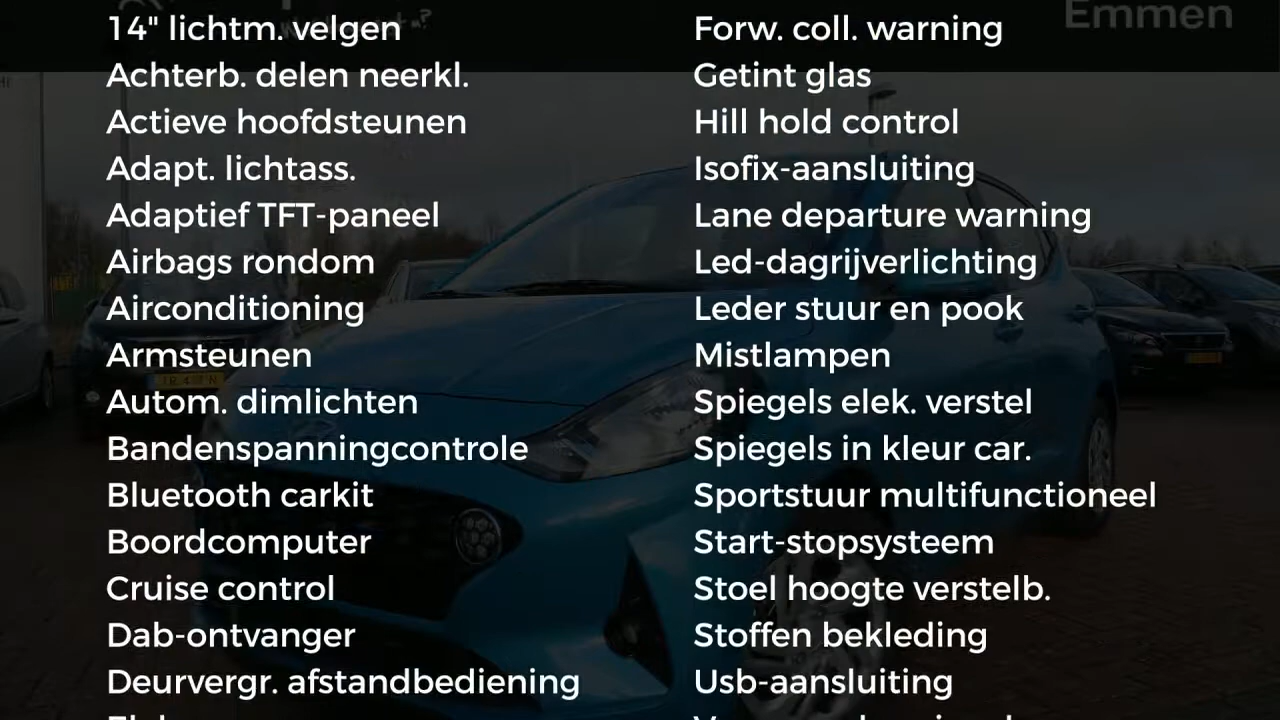 Emmen
14" lichtm. velgen
Achterb. delen neerkl.
Actieve hoofdsteunen
Adapt. lichtass.
Adaptief TFT-paneel
Airbags rondom
Airconditioning
Armsteunen
Autom. dimlichten
Bandenspanningcontrole
Bluetooth carkit
Boordcomputer
Cruise control
Dab-ontvanger
Deurvergr. afstandbediening
Forw. coll. warning
Getint glas
Hill hold control
Isofix-aansluiting
Lane departure warning
Led-dagrijverlichting
Leder stuur en pook
Mistlampen
Spiegels elek. verstel
Spiegels in kleur car.
Sportstuur multifunctioneel
Start-stopsysteem
Stoel hoogte verstelb.
Stoffen bekleding
Usb-aansluiting